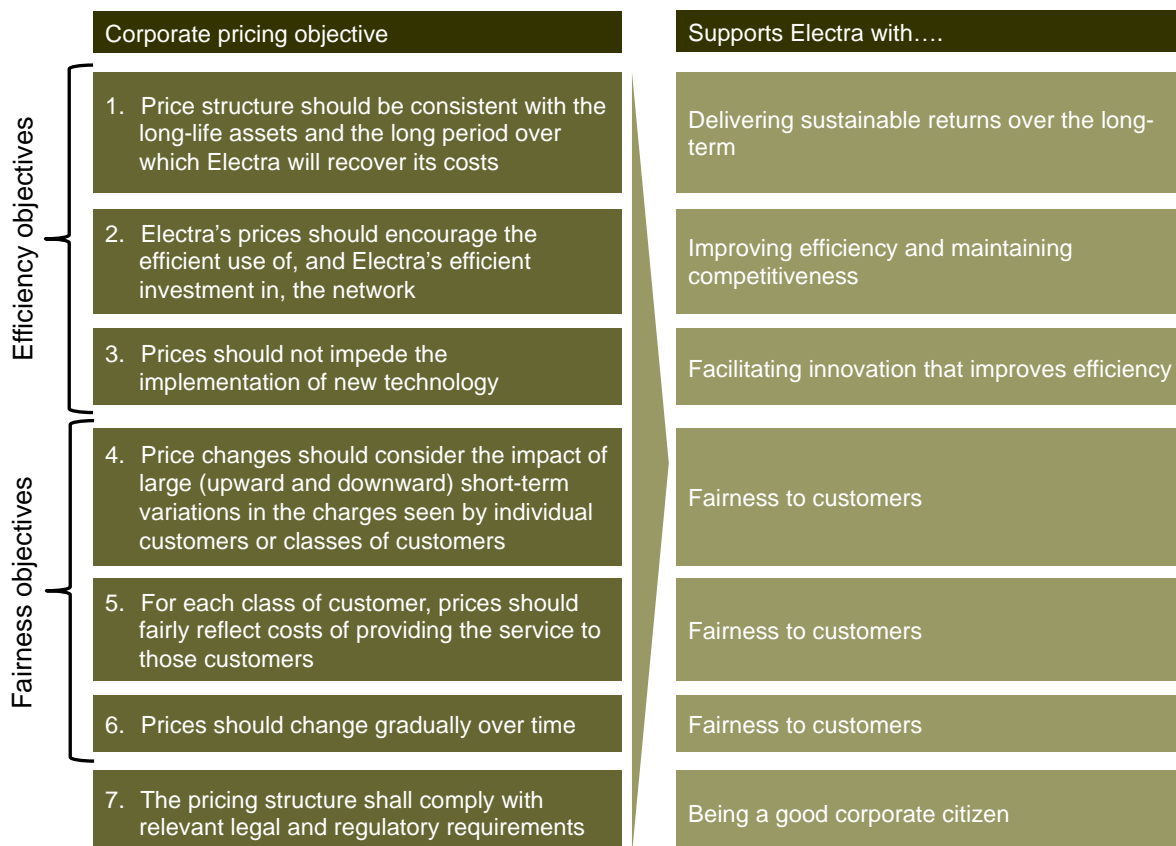 Corporate pricing objective
Supports Electra with….
Efficiency objectives
1. Price structure should be consistent with the
long-life assets and the long period over
which Electra will recover its costs
Delivering sustainable returns over the long-
term
2. Electra’s prices should encourage the
efficient use of, and Electra’s efficient
investment in, the network
Improving efficiency and maintaining
competitiveness
3. Prices should not impede the
implementation of new technology
Facilitating innovation that improves efficiency
Fairness objectives
4. Price changes should consider the impact of
large (upward and downward) short-term
variations in the charges seen by individual
customers or classes of customers
Fairness to customers
5. For each class of customer, prices should
fairly reflect costs of providing the service to
those customers
Fairness to customers
6. Prices should change gradually over time
Fairness to customers
7. The pricing structure shall comply with
relevant legal and regulatory requirements
Being a good corporate citizen